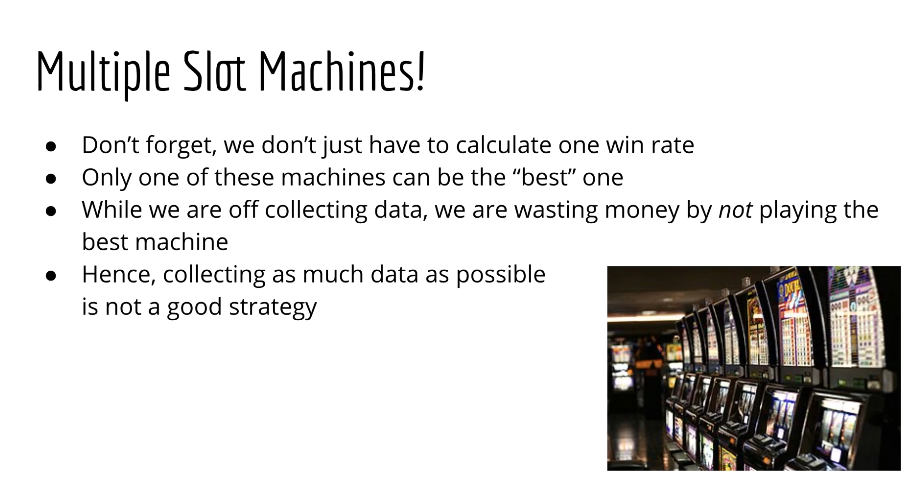 Multiple Slot Machines!
● Don’t forget, we don’t just have to calculate one win rate
● Only one of these machines can be the “best” one
● While we are off collecting data, we are wasting money by not playing the
best machine
● Hence, collecting as much data as possible
is not a good strategy